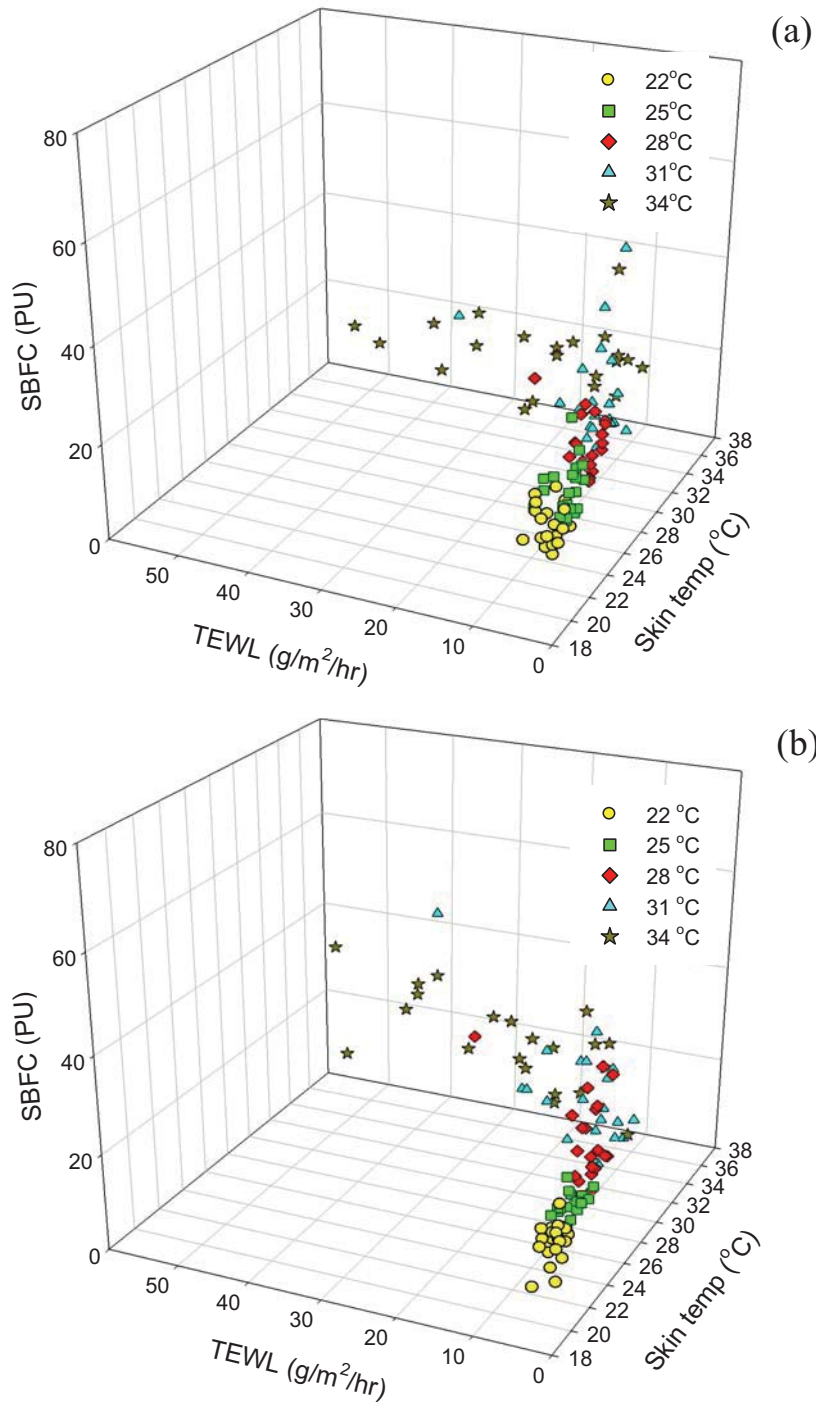 (a)
22°C
25°C
28°C
31°C
34°C
80
60
40
20
0
SBFC (PU)
50
40
30
20
10
0
TEWL (g/m²/hr)
38
36
34
32
30
28
26
24
22
20
18
Skin temp (°C)
(b)
22 °C
25 °C
28 °C
31 °C
34 °C
80
60
40
20
0
SBFC (PU)
50
40
30
20
10
0
TEWL (g/m²/hr)
38
36
34
32
30
28
26
24
22
20
18
Skin temp (°C)